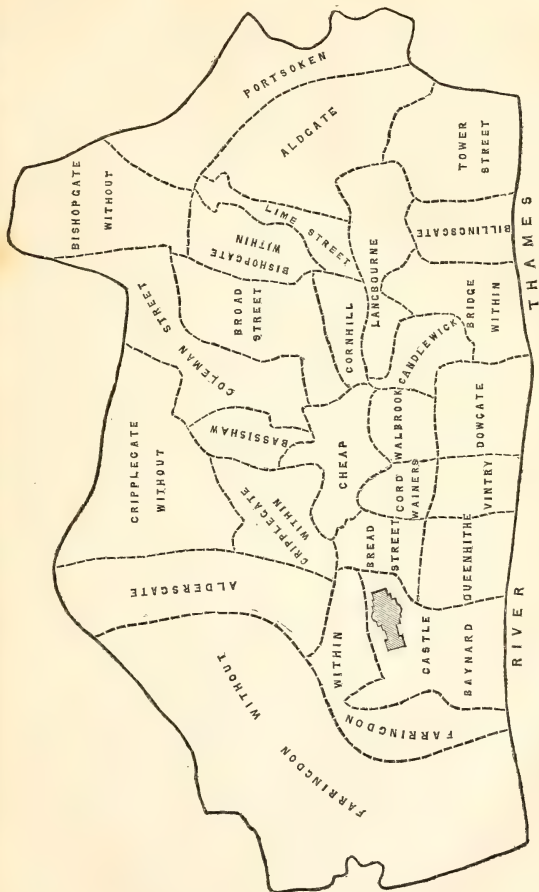 BISHOPGATE
WITHOUT
PORTSOKEN
ALDGATE
TOWER
STREET
LIME STREET
BISHOPGATE
WITHIN
BROAD
STREET
COLEMAN STREET
CORNHILL
LANGBOURNE
BILLINGSGATE
BRIDGE
WITHIN
CANDLEWICK
WALBROOK
DOWGATE
CRIPPLEGATE
WITHOUT
BASSISHAW
CHEAP
CRIPPLEGATE
WITHIN
CORD
WAINERS
VINTRY
BREAD
STREET
QUEENHITHE
ALDERSGATE
CASTLE
BAYNARD
FARRINGDON WITHIN
FARRINGDON WITHOUT
RIVER THAMES